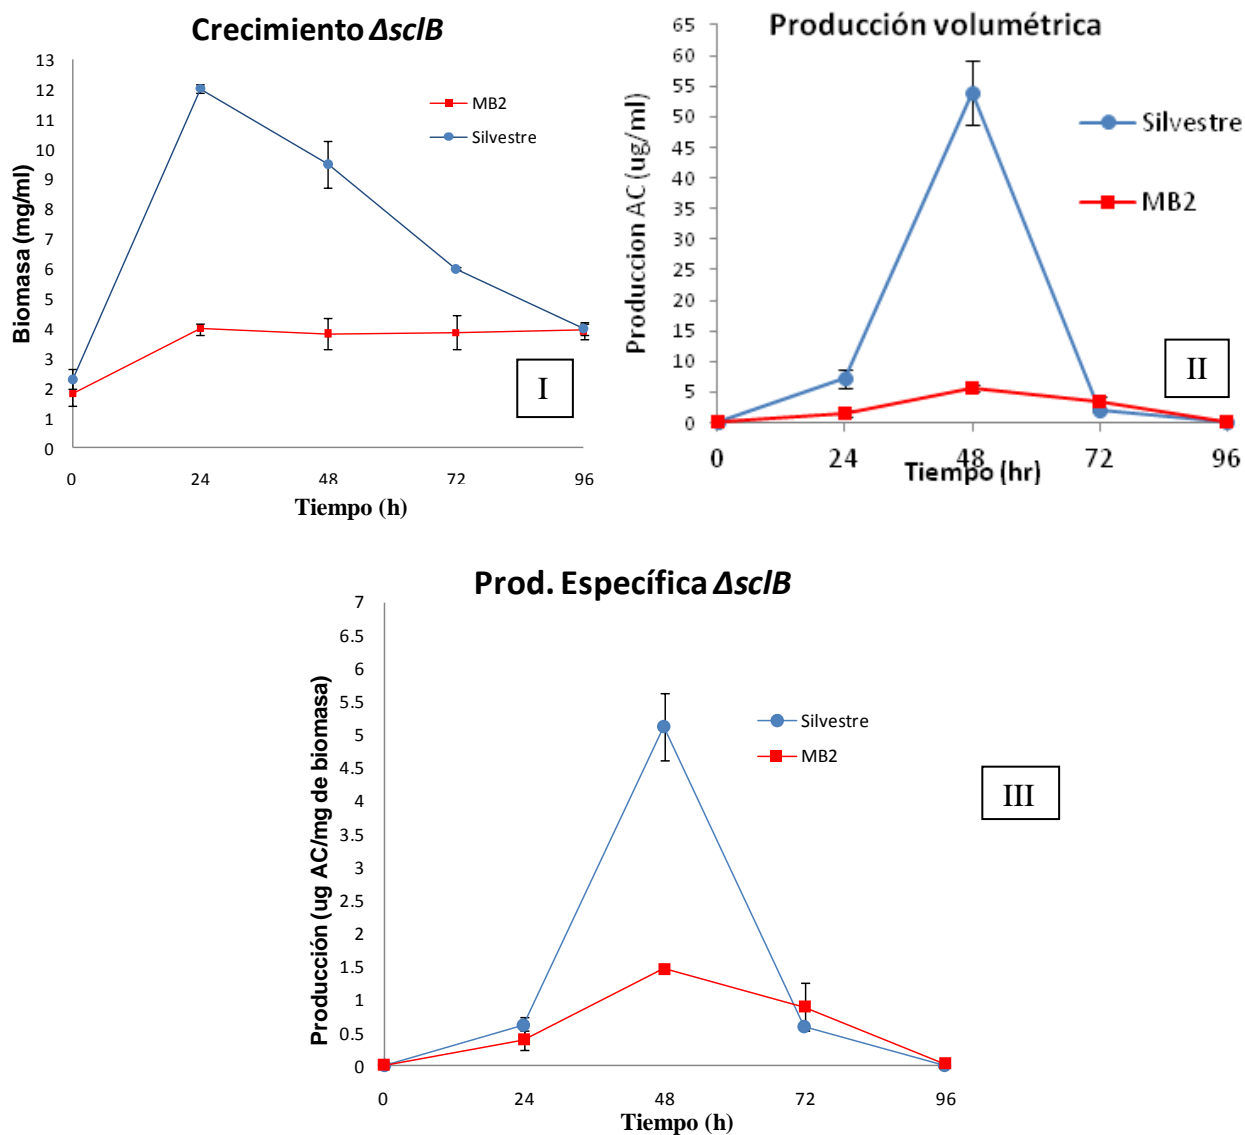 Crecimiento ΔsclB
13
12
11
10
9
8
7
6
5
4
3
2
1
0
Biomasa (mg/ml)
MB2
Silvestre
I
0 24 48 72 96
Tiempo (h)
Producción volumétrica
65
60
55
50
45
40
35
30
25
20
15
10
5
0
Produccion AC (ug/ml)
Silvestre
MB2
II
0 24 48 72 96
Tiempo (hr)
Prod. Específica ΔsclB
7
6.5
6
5.5
5
4.5
4
3.5
3
2.5
2
1.5
1
0.5
0
Producción (ug AC/mg de biomasa)
Silvestre
MB2
III
0 24 48 72 96
Tiempo (h)